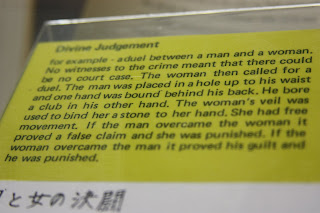 Divine Judgement
for example - a duel between a man and a woman.
No witnesses to the crime meant that there could
be no court case. The woman then called for a
duel. The man was placed in a hole up to his waist
and one hand was bound behind his back. He bore
a club in his other hand. The woman's veil was
used to bind her a stone to her hand. She had free
movement. If the man overcame the woman it
proved a false claim and she was punished. If the
woman overcame the man it proved his guilt and
he was punished.
と女の決闘